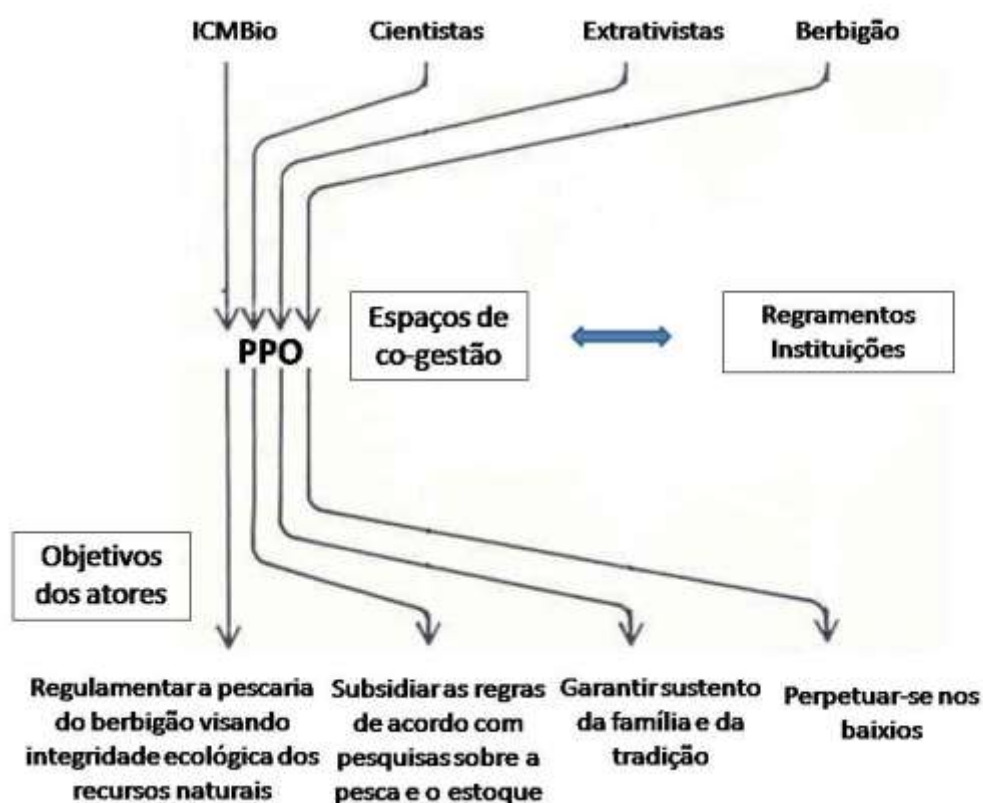 ICMBio Cientistas Extrativistas Berbigão
PPO
Espaços de
co-gestão
Regramentos
Instituições
Objetivos
dos atores
Regulamentar a pescaria
do berbigão visando
integridade ecológica dos
recursos naturais
Subsidiar as regras
de acordo com
pesquisas sobre a
pesca e o estoque
Garantir sustento
da família e da
tradição
Perpetuar-se nos
baixios